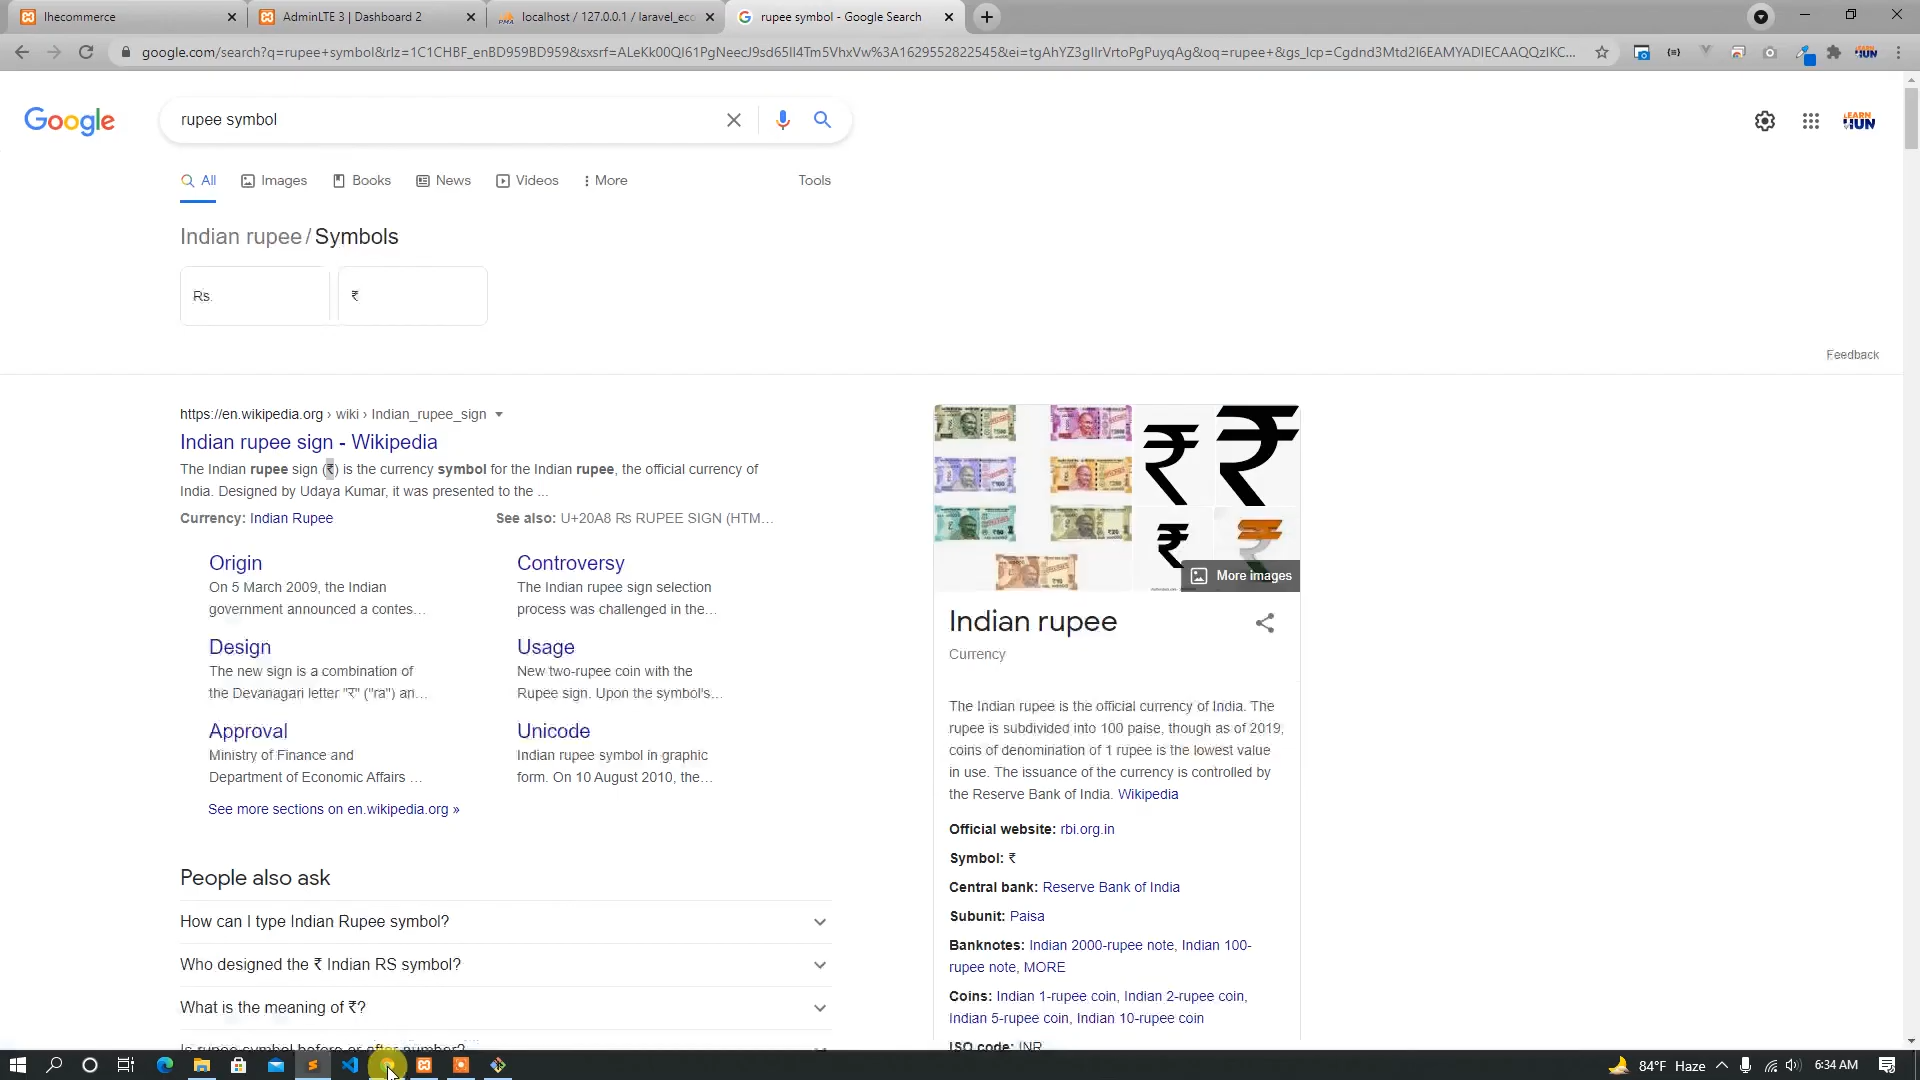 lhecommerce
AdminLTE 3 | Dashboard 2
localhost / 127.0.0.1 / laravel_eco
rupee symbol - Google Search
google.com/search?q=rupee+symbol&rlz=1C1CHBF_enBD959BD959&sxsrf=ALeKk00QI61PgNeecJ9sd65II4Tm5VhxVw%3A1629552822545&ei=tgAhYZ3gIIrVrtoPgPuyqAg&oq=rupee+&gs_lcp=Cgdnd3Mtd2l6EAMYADIECAAQQzIKC...
Google
rupee symbol
LEARN HUN
All
Images
Books
News
Videos
More
Tools
Indian rupee / Symbols
Rs.
₹
Feedback
https://en.wikipedia.org › wiki › Indian_rupee_sign
Indian rupee sign - Wikipedia
The Indian rupee sign (₹) is the currency symbol for the Indian rupee, the official currency of
India. Designed by Udaya Kumar, it was presented to the ...
Currency: Indian Rupee
See also: U+20A8 ₨ RUPEE SIGN (HTM...
Origin
On 5 March 2009, the Indian
government announced a contes...
Controversy
The Indian rupee sign selection
process was challenged in the...
Design
The new sign is a combination of
the Devanagari letter "र" ("ra") an...
Usage
New two-rupee coin with the
Rupee sign. Upon the symbol's...
Approval
Ministry of Finance and
Department of Economic Affairs ...
Unicode
Indian rupee symbol in graphic
form. On 10 August 2010, the...
See more sections on en.wikipedia.org »
People also ask
How can I type Indian Rupee symbol?
Who designed the ₹ Indian RS symbol?
What is the meaning of ₹?
Is rupee symbol before or after number?
₹
₹
₹
More images
Indian rupee
Currency
The Indian rupee is the official currency of India. The
rupee is subdivided into 100 paise, though as of 2019,
coins of denomination of 1 rupee is the lowest value
in use. The issuance of the currency is controlled by
the Reserve Bank of India. Wikipedia
Official website: rbi.org.in
Symbol: ₹
Central bank: Reserve Bank of India
Subunit: Paisa
Banknotes: Indian 2000-rupee note, Indian 100-
rupee note, MORE
Coins: Indian 1-rupee coin, Indian 2-rupee coin,
Indian 5-rupee coin, Indian 10-rupee coin
ISO code: INR
84°F Haze
6:34 AM